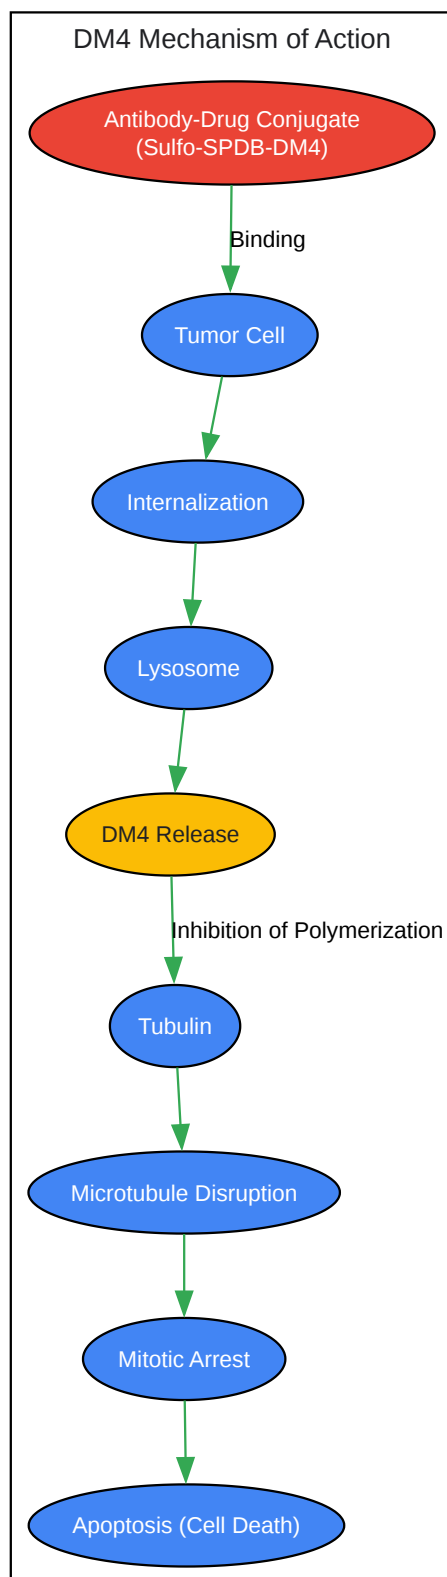 DM4 Mechanism of Action
Antibody-Drug Conjugate
(Sulfo-SPDB-DM4)
Binding
Tumor Cell
Internalization
Lysosome
DM4 Release
Inhibition of Polymerization
Tubulin
Microtubule Disruption
Mitotic Arrest
Apoptosis (Cell Death)